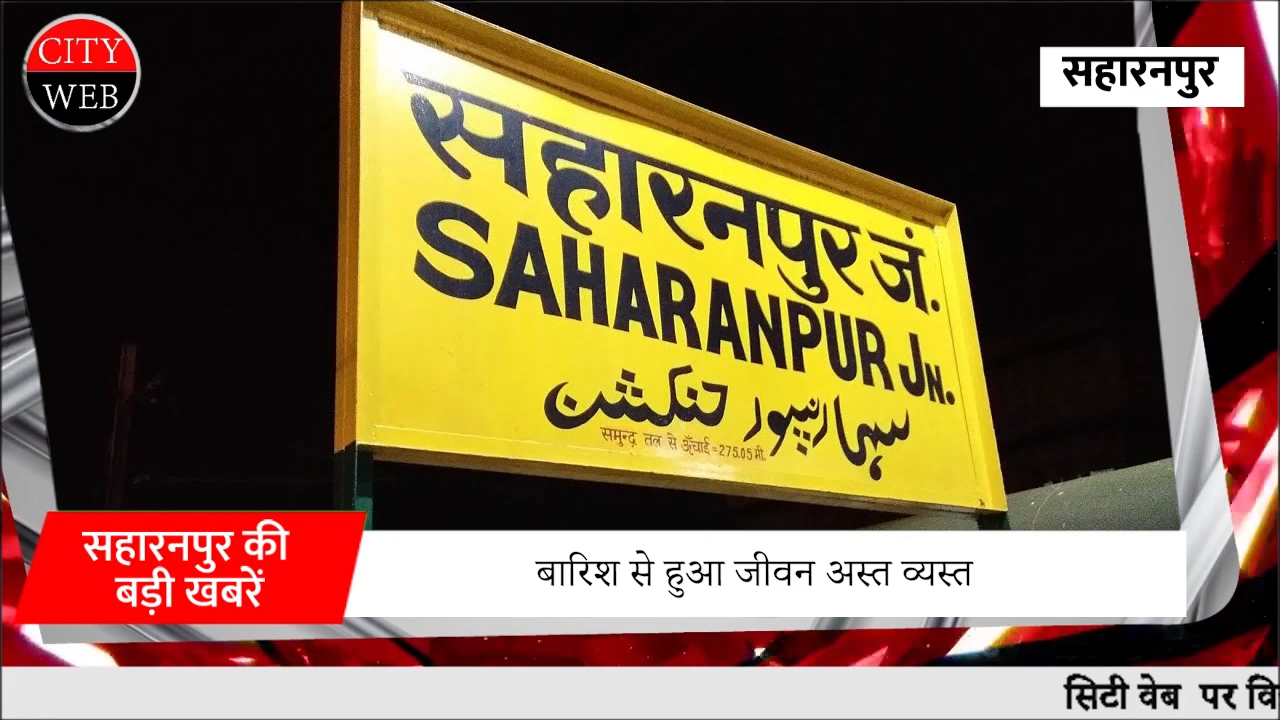 CITY
WEB
सहारनपुर
सहारनपुर जं.
SAHARANPUR JN.
سہارنپور جنکشن
समुन्द्र तल से ऊँचाई =275.05 मी.
सहारनपुर की
बड़ी खबरें
बारिश से हुआ जीवन अस्त व्यस्त
सिटी वेब पर वि